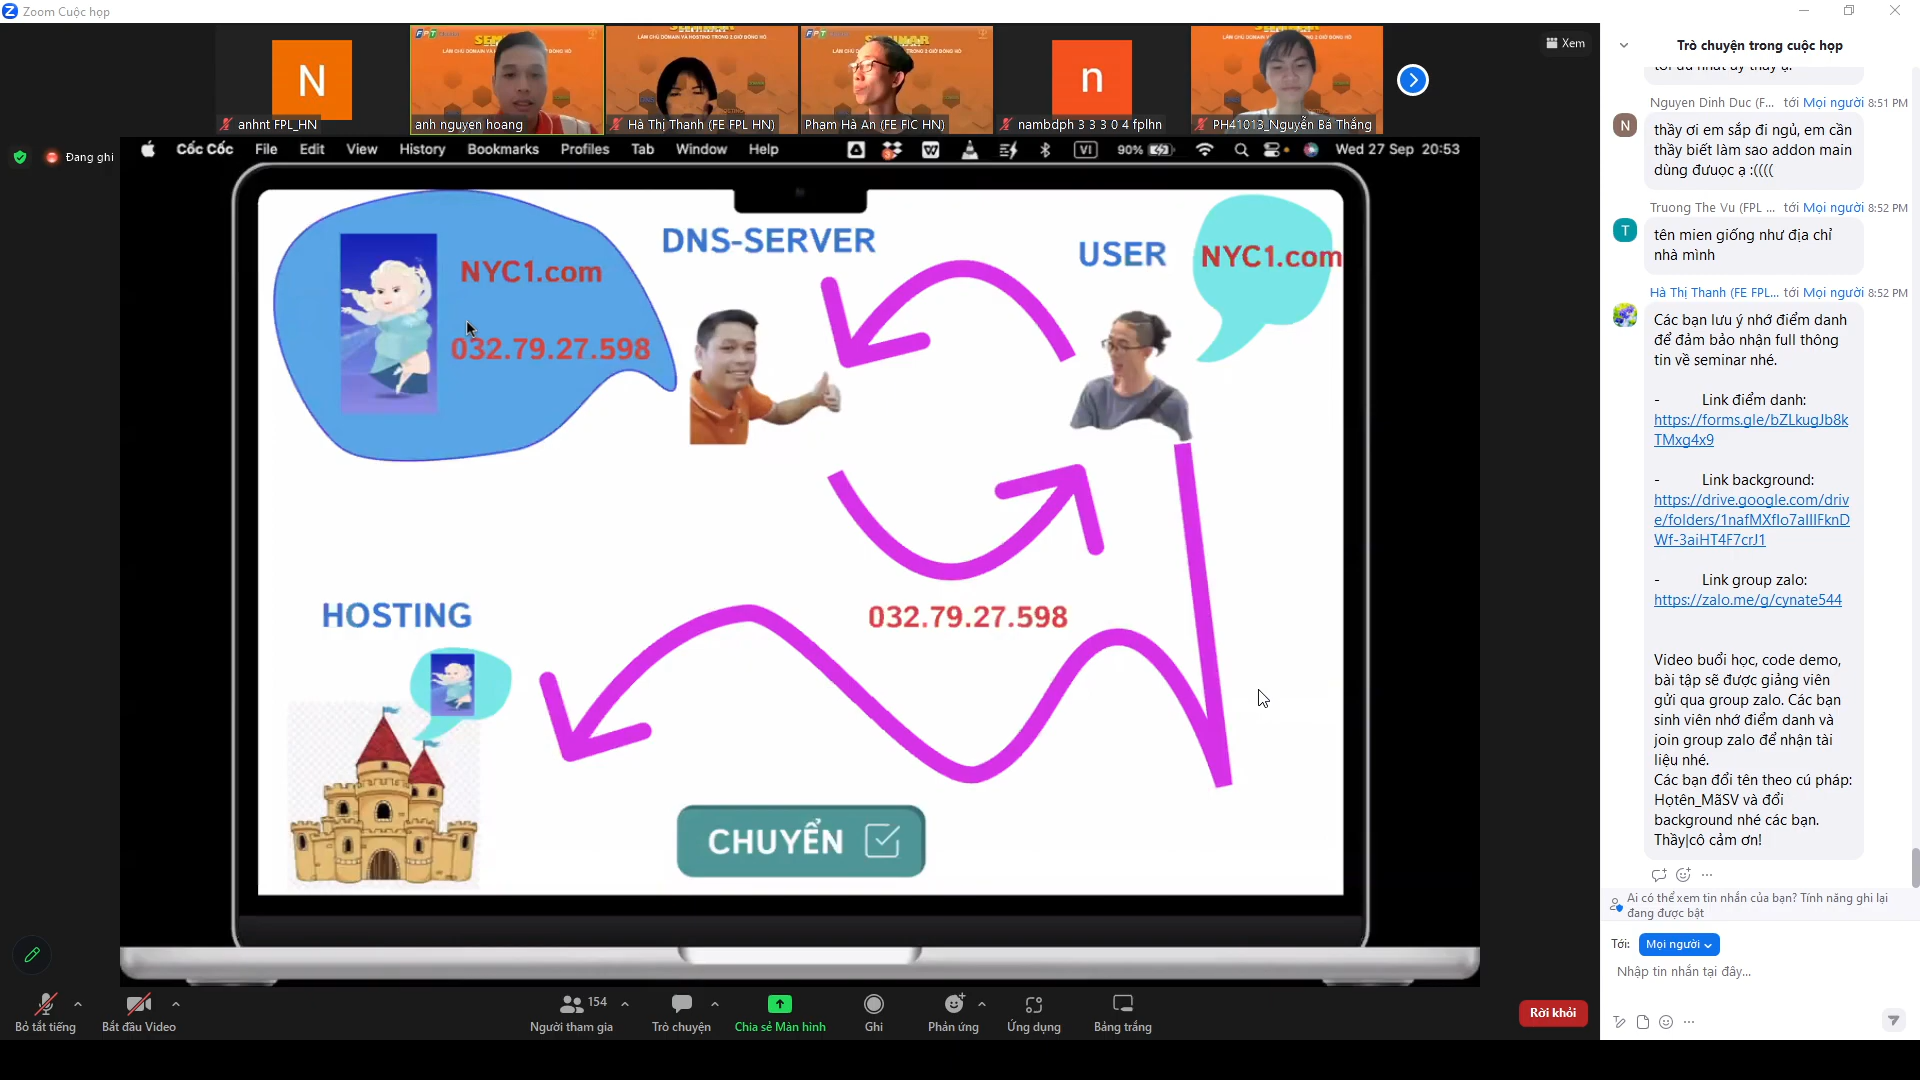 Zoom Cuộc họp
Xem
N
n
anhnt FPL_HN
anh nguyen hoang
Hà Thị Thanh (FE FPL HN)
Phạm Hà An (FE FIC HN)
nambdph 3 3 3 0 4 fplhn
PH41013_Nguyễn Bá Thắng
Đang ghi
Cốc Cốc File Edit View History Bookmarks Profiles Tab Window Help
VI 90% Wed 27 Sep 20:53
NYC1.com
032.79.27.598
DNS-SERVER
USER
NYC1.com
032.79.27.598
HOSTING
CHUYỂN
Bỏ tắt tiếng
Bắt đầu Video
154
Người tham gia
Trò chuyện
Chia sẻ Màn hình
Ghi
Phản ứng
Ứng dụng
Bảng trắng
Rời khỏi
Trò chuyện trong cuộc họp
Nguyen Dinh Duc (F... tới Mọi người 8:51 PM
N
thầy ơi em sắp đi ngủ, em cần
thầy biết làm sao addon main
dùng đưuọc ạ :((((
Truong The Vu (FPL ... tới Mọi người 8:52 PM
T
tên mien giống như địa chỉ
nhà mình
Hà Thị Thanh (FE FPL... tới Mọi người 8:52 PM
Các bạn lưu ý nhớ điểm danh
để đảm bảo nhận full thông
tin về seminar nhé.
- Link điểm danh:
https://forms.gle/bZLkugJb8k
TMxg4x9
- Link background:
https://drive.google.com/driv
e/folders/1nafMXfIo7aIIIFknD
Wf-3aiHT4F7crJ1
- Link group zalo:
https://zalo.me/g/cynate544
Video buổi học, code demo,
bài tập sẽ được giảng viên
gửi qua group zalo. Các bạn
sinh viên nhớ điểm danh và
join group zalo để nhận tài
liệu nhé.
Các bạn đổi tên theo cú pháp:
Họtên_MãSV và đổi
background nhé các bạn.
Thầy|cô cảm ơn!
Ai có thể xem tin nhắn của bạn? Tính năng ghi lại
đang được bật
Tới: Mọi người
Nhập tin nhắn tại đây...